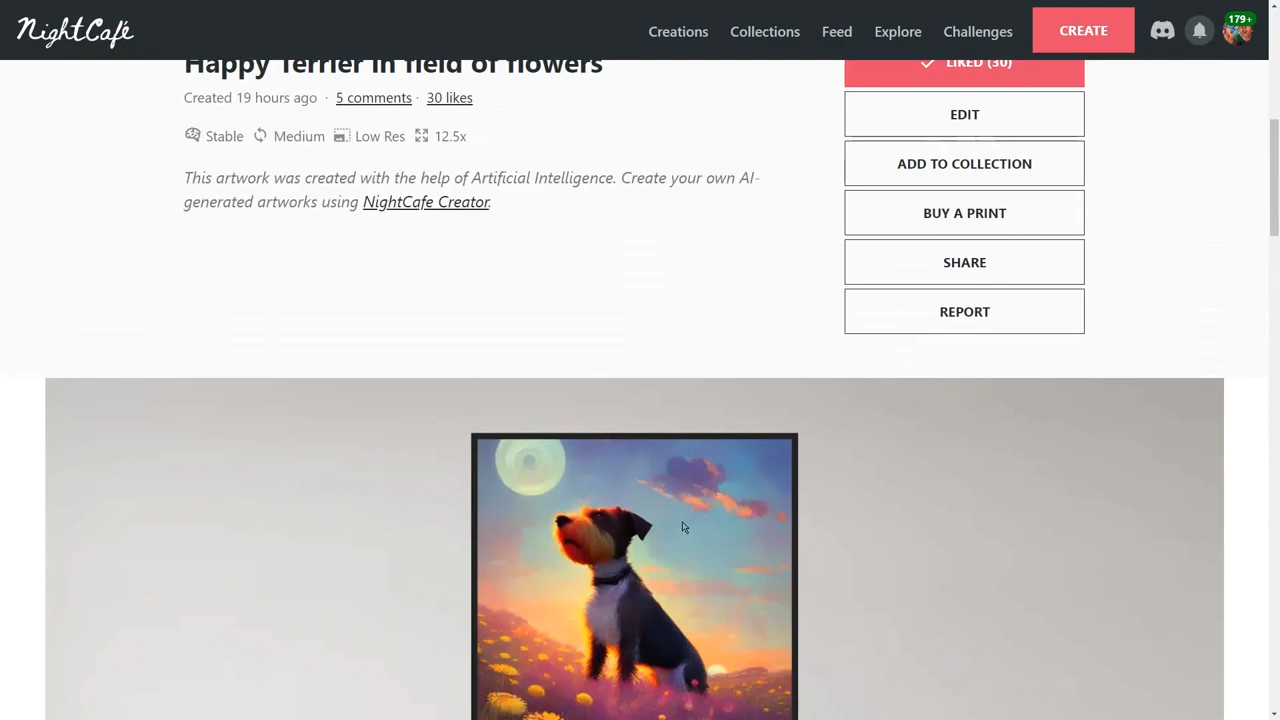 NightCafé
Creations
Collections
Feed
Explore
Challenges
CREATE
179+
Happy Terrier in field of flowers
Created 19 hours ago · 5 comments · 30 likes
Stable Medium Low Res 12.5x
This artwork was created with the help of Artificial Intelligence. Create your own AI-
generated artworks using NightCafe Creator.
LIKED (30)
EDIT
ADD TO COLLECTION
BUY A PRINT
SHARE
REPORT